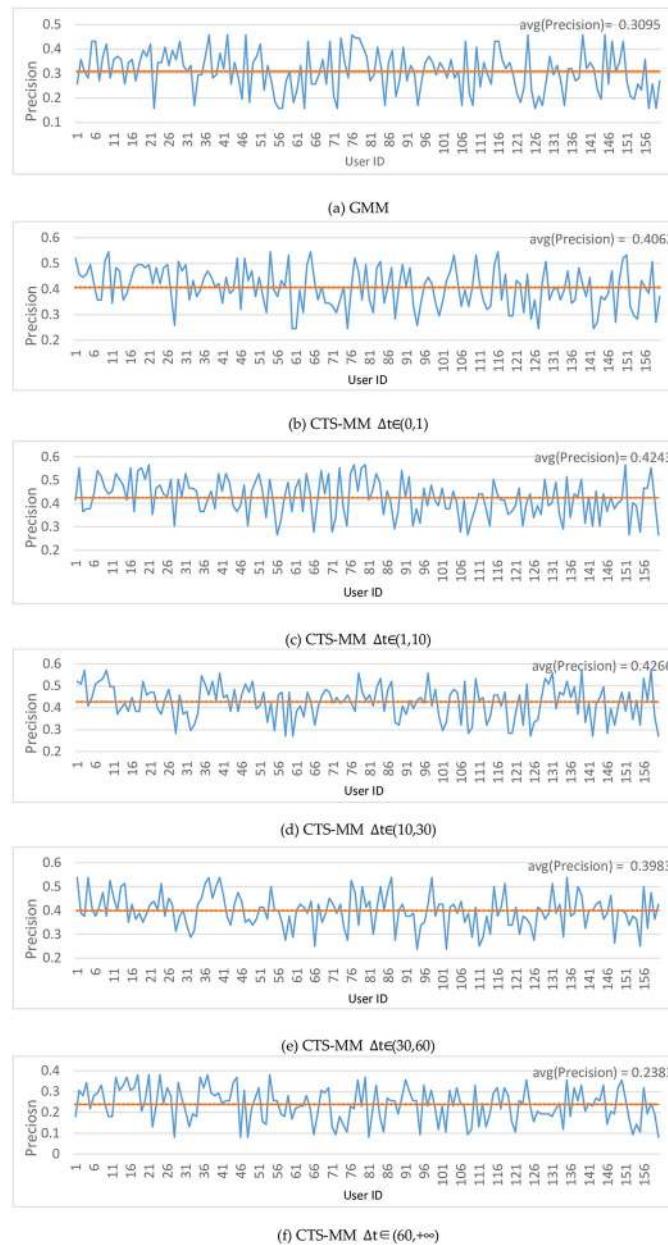 avg(Precision)= 0.3095
0.5
0.4
0.3
0.2
0.1
Precision
1 6 11 16 21 26 31 36 41 46 51 56 61 66 71 76 81 86 91 96 101 106 111 116 121 126 131 136 141 146 151 156
User ID
(a) GMM
avg(Precision) = 0.4062
0.6
0.5
0.4
0.3
0.2
Precision
1 6 11 16 21 26 31 36 41 46 51 56 61 66 71 76 81 86 91 96 101 106 111 116 121 126 131 136 141 146 151 156
User ID
(b) CTS-MM Δt∈(0,1)
avg(Precision)= 0.4243
0.6
0.5
0.4
0.3
0.2
Precision
1 6 11 16 21 26 31 36 41 46 51 56 61 66 71 76 81 86 91 96 101 106 111 116 121 126 131 136 141 146 151 156
User ID
(c) CTS-MM Δt∈(1,10)
avg(Precision)= 0.4266
0.6
0.5
0.4
0.3
0.2
Precision
1 6 11 16 21 26 31 36 41 46 51 56 61 66 71 76 81 86 91 96 101 106 111 116 121 126 131 136 141 146 151 156
User ID
(d) CTS-MM Δt∈(10,30)
avg(Precision) = 0.3983
0.6
0.5
0.4
0.3
0.2
Precision
1 6 11 16 21 26 31 36 41 46 51 56 61 66 71 76 81 86 91 96 101 106 111 116 121 126 131 136 141 146 151 156
User ID
(e) CTS-MM Δt∈(30,60)
avg(Precision)= 0.2383
0.4
0.3
0.2
0.1
0
Preciosn
1 6 11 16 21 26 31 36 41 46 51 56 61 66 71 76 81 86 91 96 101 106 111 116 121 126 131 136 141 146 151 156
User ID
(f) CTS-MM Δt∈(60,+∞)